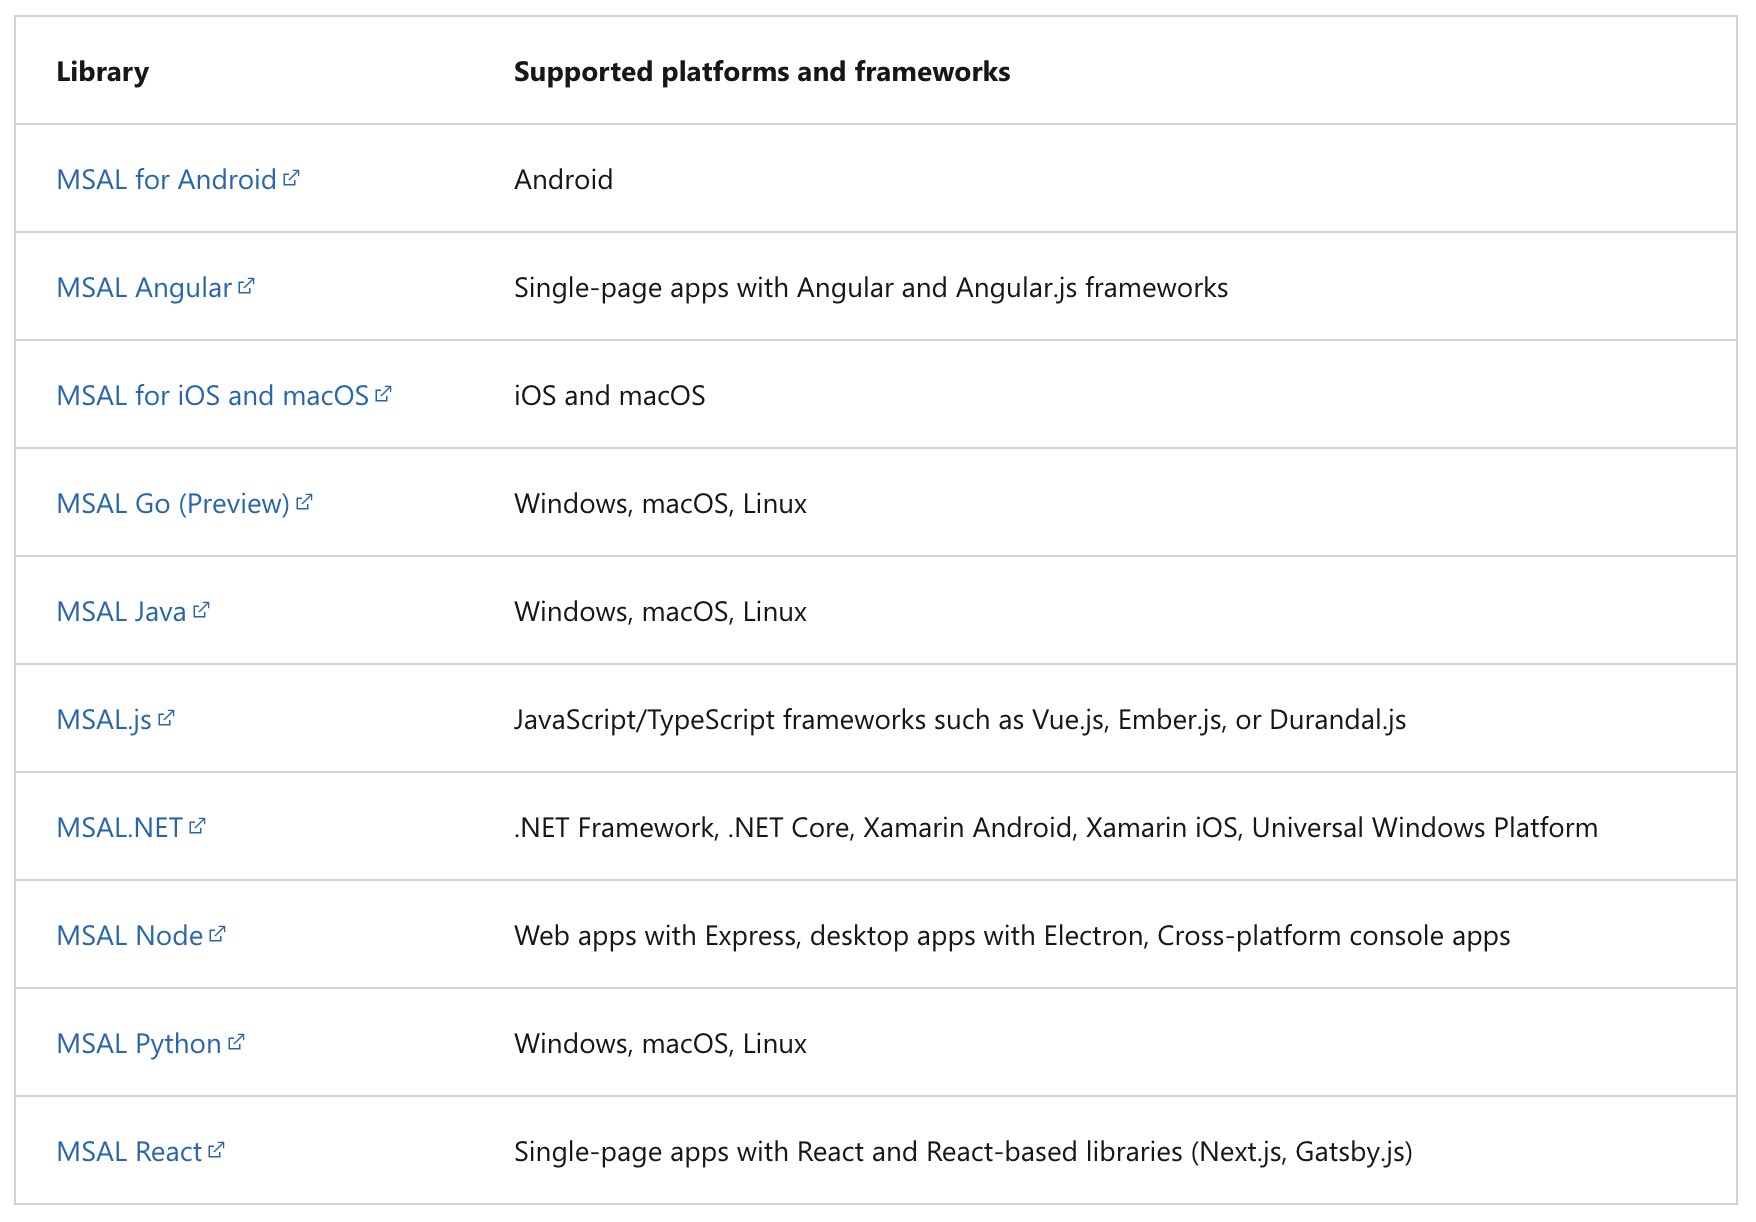 Library Supported platforms and frameworks
MSAL for Android Android
MSAL Angular Single-page apps with Angular and Angular.js frameworks
MSAL for iOS and macOS iOS and macOS
MSAL Go (Preview) Windows, macOS, Linux
MSAL Java Windows, macOS, Linux
MSAL.js JavaScript/TypeScript frameworks such as Vue.js, Ember.js, or Durandal.js
MSAL.NET .NET Framework, .NET Core, Xamarin Android, Xamarin iOS, Universal Windows Platform
MSAL Node Web apps with Express, desktop apps with Electron, Cross-platform console apps
MSAL Python Windows, macOS, Linux
MSAL React Single-page apps with React and React-based libraries (Next.js, Gatsby.js)